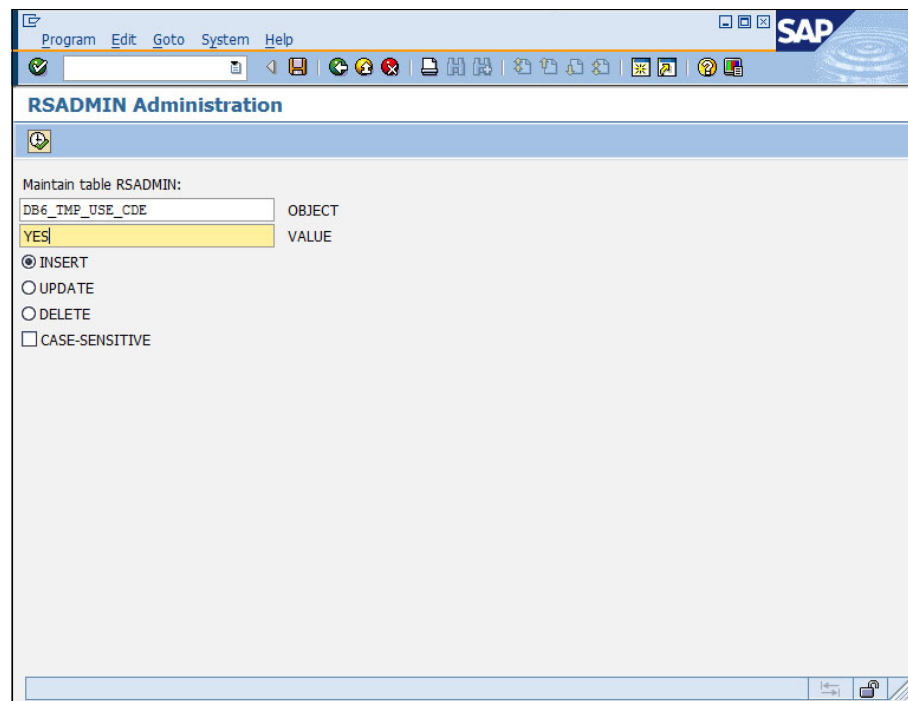 Program Edit Goto System Help
SAP
RSADMIN Administration
Maintain table RSADMIN:
DB6_TMP_USE_CDE OBJECT
YES VALUE
INSERT
UPDATE
DELETE
CASE-SENSITIVE